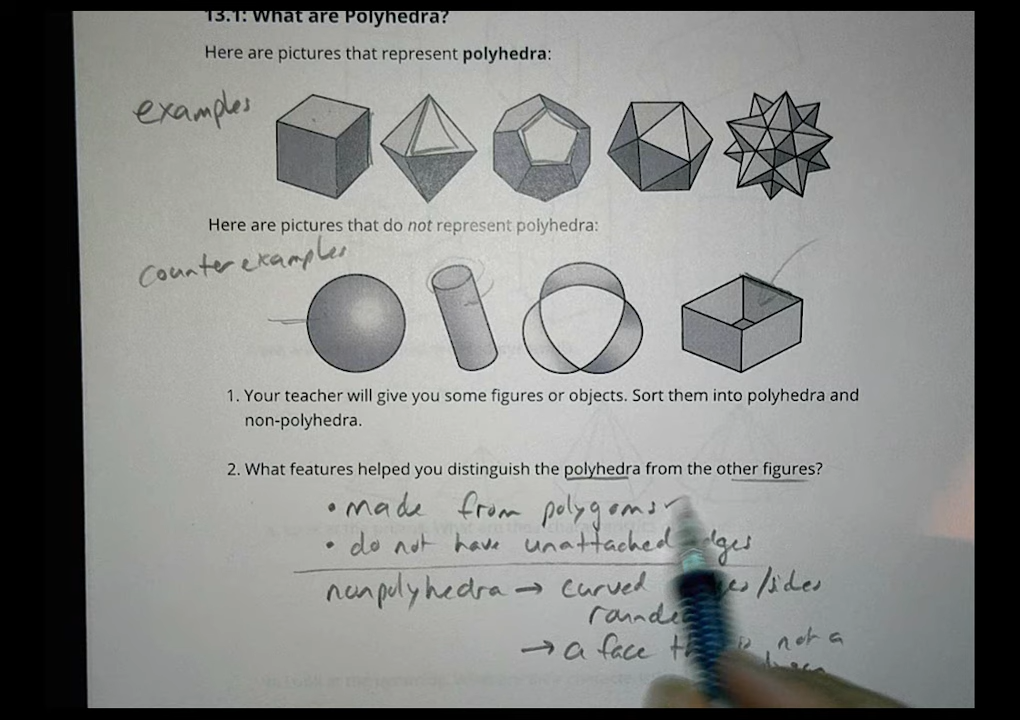 13.1: What are Polyhedra?
Here are pictures that represent polyhedra:
examples
Here are pictures that do not represent polyhedra:
counterexamples
1. Your teacher will give you some figures or objects. Sort them into polyhedra and
non-polyhedra.
2. What features helped you distinguish the polyhedra from the other figures?
• made from polygons
• do not have unattached
nonpolyhedra → curved /sides
→ a face not a